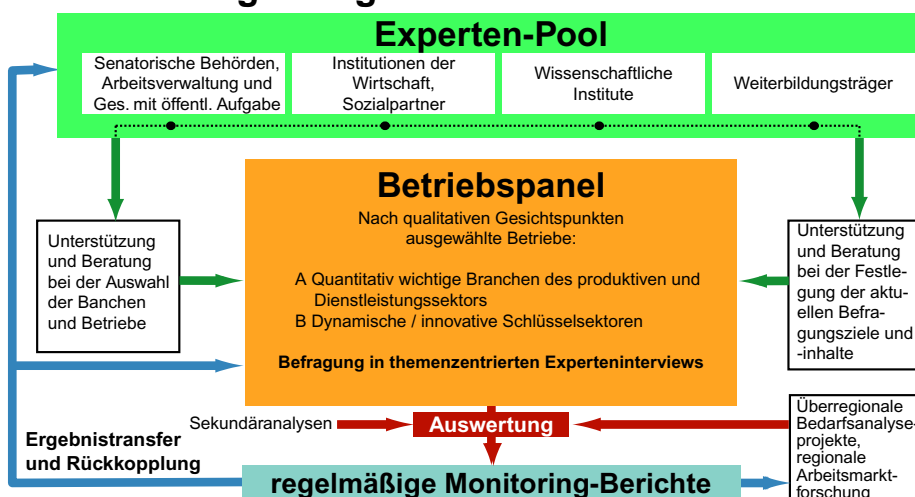 Experten-Pool
Senatorische Behörden,
Arbeitsverwaltung und
Ges. mit öffentl. Aufgabe
Institutionen der
Wirtschaft,
Sozialpartner
Wissenschaftliche
Institute
Weiterbildungsträger
Betriebspanel
Nach qualitativen Gesichtspunkten
ausgewählte Betriebe:
A Quantitativ wichtige Branchen des produktiven und
Dienstleistungssektors
B Dynamische / innovative Schlüsselsektoren
Befragung in themenzentrierten Experteninterviews
Unterstützung
und Beratung
bei der Auswahl
der Banchen
und Betriebe
Unterstützung
und Beratung
bei der Festle-
gung der aktu-
ellen Befra-
gungsziele und
-inhalte
Sekundäranalysen
Auswertung
Überregionale
Bedarfsanalyse-
projekte,
regionale
Arbeitsmarkt-
forschung
Ergebnistransfer
und Rückkopplung
regelmäßige Monitoring-Berichte